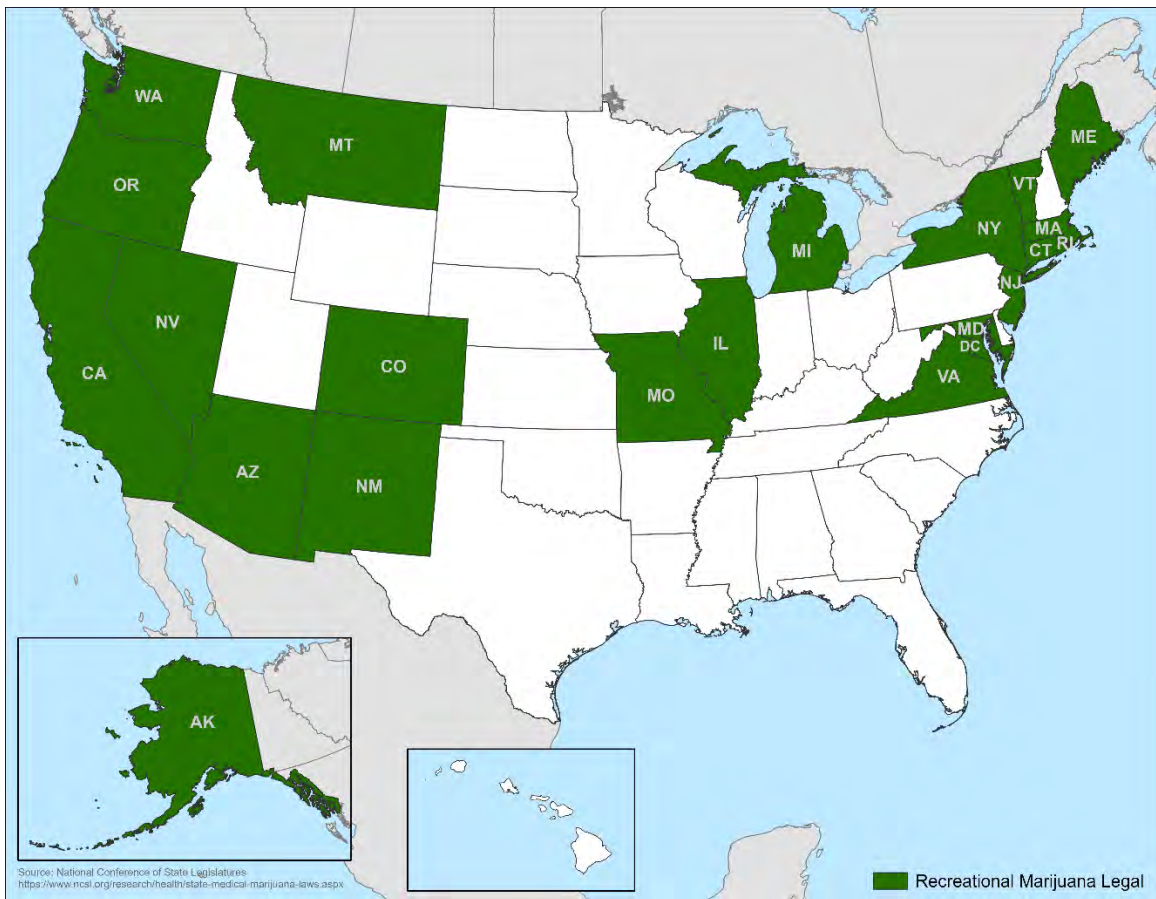 WA
MT
ME
OR
VT
NY
MA
MI
CT
RI
NJ
NV
IL
MD
CO
DC
CA
VA
MO
AZ
NM
AK
Source: National Conference of State Legislatures
https://www.ncsl.org/research/health/state-medical-marijuana-laws.aspx
Recreational Marijuana Legal